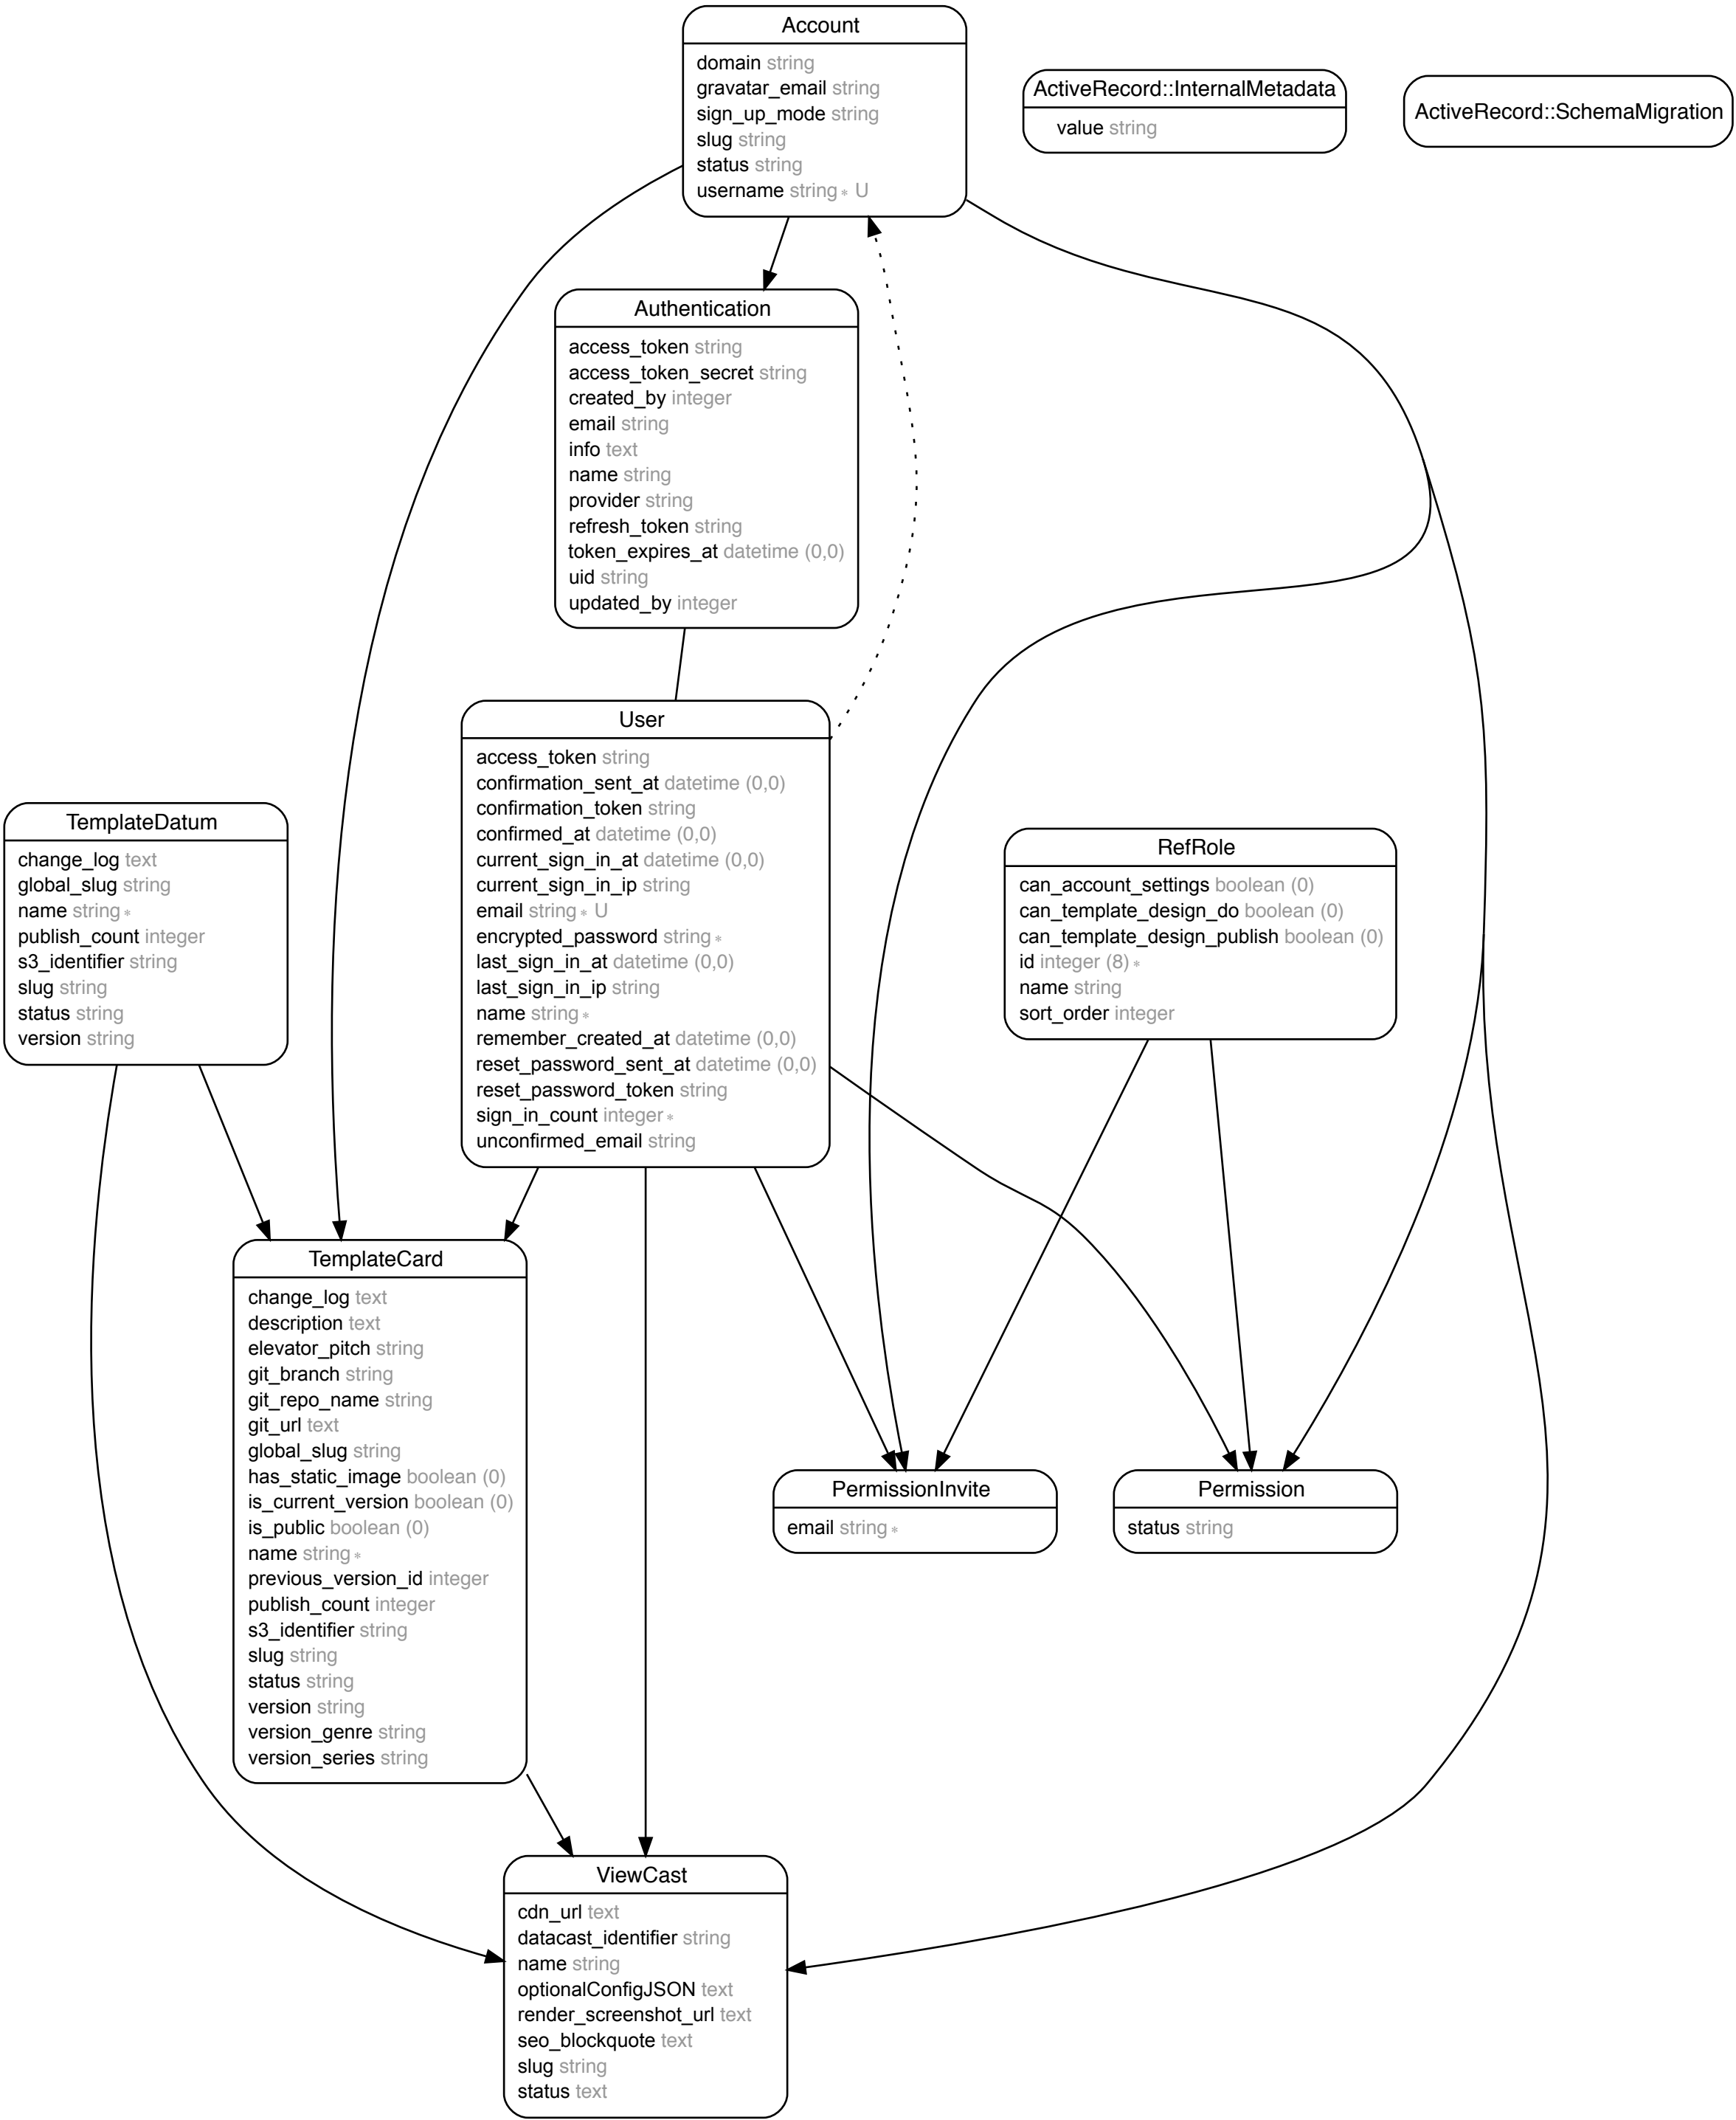 Account
domain string
gravatar_email string
sign_up_mode string
slug string
status string
username string * U
ActiveRecord::InternalMetadata
value string
ActiveRecord::SchemaMigration
Authentication
access_token string
access_token_secret string
created_by integer
email string
info text
name string
provider string
refresh_token string
token_expires_at datetime (0,0)
uid string
updated_by integer
User
access_token string
confirmation_sent_at datetime (0,0)
confirmation_token string
confirmed_at datetime (0,0)
current_sign_in_at datetime (0,0)
current_sign_in_ip string
email string * U
encrypted_password string *
last_sign_in_at datetime (0,0)
last_sign_in_ip string
name string *
remember_created_at datetime (0,0)
reset_password_sent_at datetime (0,0)
reset_password_token string
sign_in_count integer *
unconfirmed_email string
TemplateDatum
change_log text
global_slug string
name string *
publish_count integer
s3_identifier string
slug string
status string
version string
RefRole
can_account_settings boolean (0)
can_template_design_do boolean (0)
can_template_design_publish boolean (0)
id integer (8) *
name string
sort_order integer
TemplateCard
change_log text
description text
elevator_pitch string
git_branch string
git_repo_name string
git_url text
global_slug string
has_static_image boolean (0)
is_current_version boolean (0)
is_public boolean (0)
name string *
previous_version_id integer
publish_count integer
s3_identifier string
slug string
status string
version string
version_genre string
version_series string
PermissionInvite
email string *
Permission
status string
ViewCast
cdn_url text
datacast_identifier string
name string
optionalConfigJSON text
render_screenshot_url text
seo_blockquote text
slug string
status text